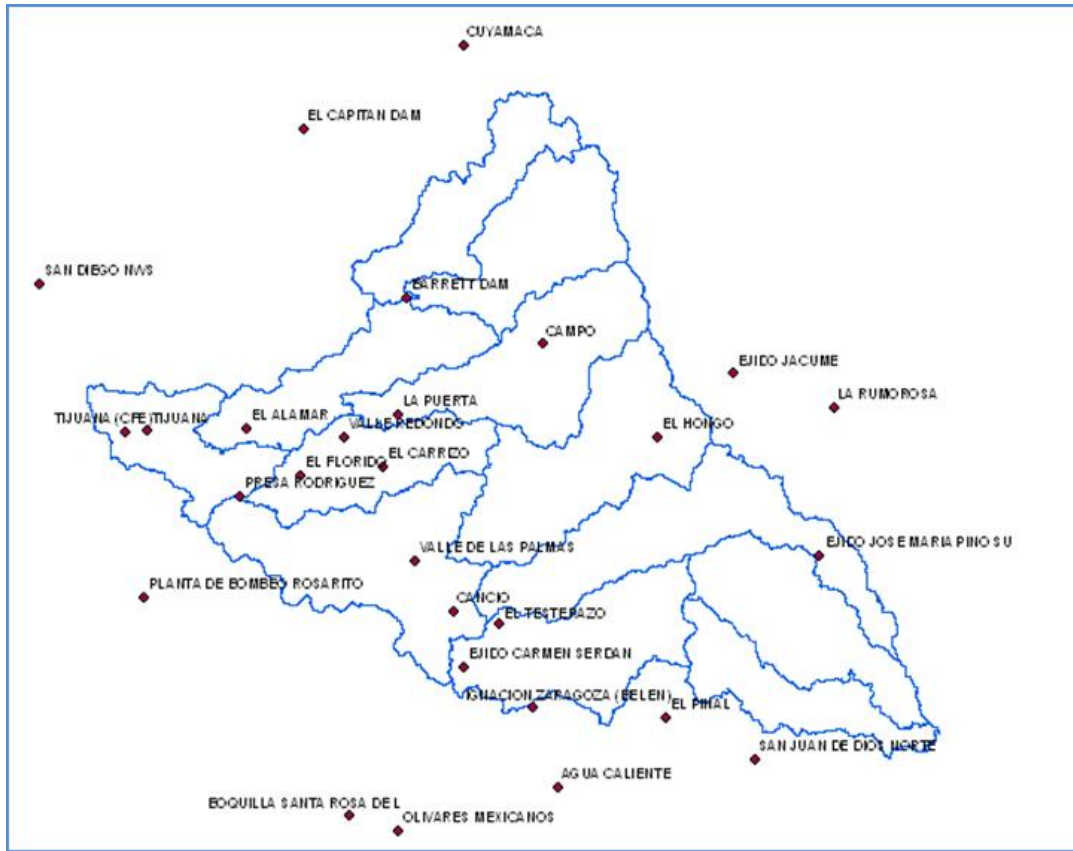 CUYAMACA
EL CAPITAN DAM
SAN DIEGO NWS
BARRETT DAM
CAMPO
EJIDO JACUME
LA RUMOROSA
LA PUERTA
TIJUANA (CFE)TIJUANA
EL ALAMAR
VALLE REDONDO
EL HONGO
EL FLORIDO
EL CARRIZO
PRESA RODRIGUEZ
VALLE DE LAS PALMAS
EJIDO JOSE MARIA PINO SU
PLANTA DE BOMBEO ROSARITO
CANCIO
EL TESTERAZO
EJIDO CARMEN SERDAN
IGNACION ZARAGOZA (BELEN)
EL PINAL
SAN JUAN DE DIOS NORTE
AGUA CALIENTE
BOQUILLA SANTA ROSA DE L
OLIVARES MEXICANOS